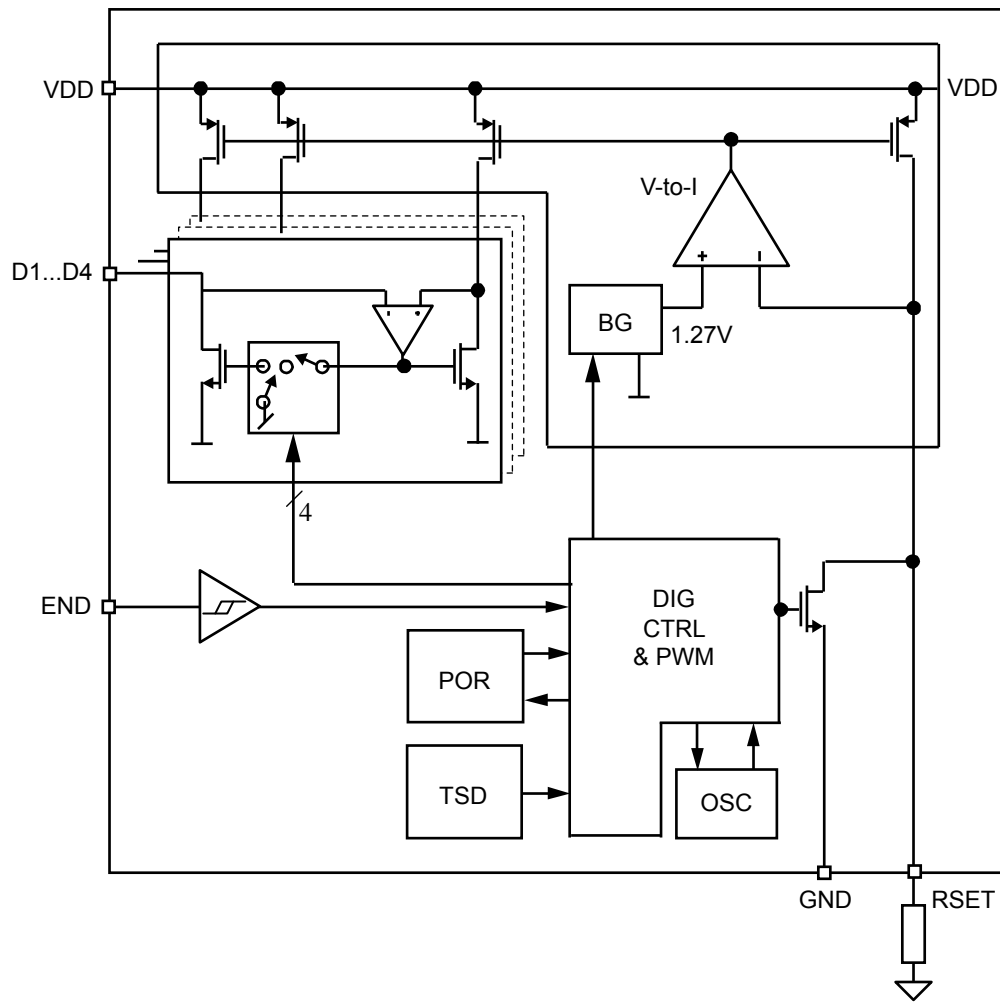 VDD
VDD
V-to-I
+
D1...D4
BG
1.27V
4
END
DIG
CTRL
& PWM
POR
TSD
OSC
GND
RSET